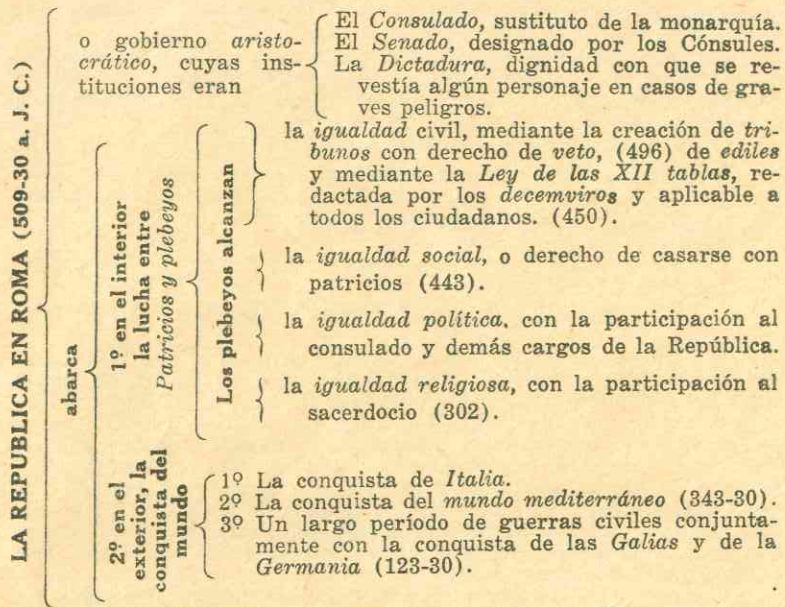 LA REPUBLICA EN ROMA (509-30 a. J. C.)
o gobierno aristo-
crático, cuyas ins-
tituciones eran
El Consulado, sustituto de la monarquía.
El Senado, designado por los Cónsules.
La Dictadura, dignidad con que se re-
vestía algún personaje en casos de gra-
ves peligros.
abarca
1º en el interior
la lucha entre
Patricios y plebeyos
Los plebeyos alcanzan
la igualdad civil, mediante la creación de tri-
bunos con derecho de veto, (496) de ediles
y mediante la Ley de las XII tablas, re-
dactada por los decemviros y aplicable a
todos los ciudadanos. (450).
la igualdad social, o derecho de casarse con
patricios (443).
la igualdad política, con la participación al
consulado y demás cargos de la República.
la igualdad religiosa, con la participación al
sacerdocio (302).
2º en el
exterior, la
conquista del
mundo
1º La conquista de Italia.
2º La conquista del mundo mediterráneo (343-30).
3º Un largo período de guerras civiles conjunta-
mente con la conquista de las Galias y de la
Germania (123-30).